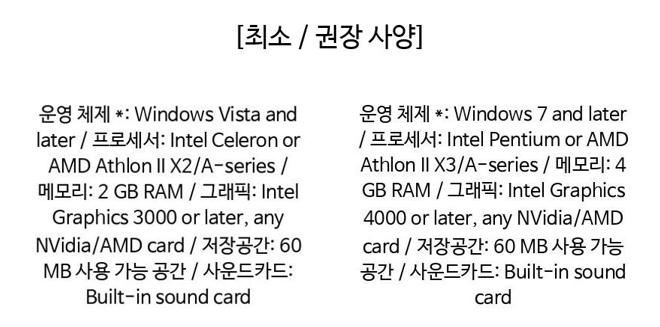 [최소 / 권장 사양]
운영 체제 *: Windows Vista and
later / 프로세서: Intel Celeron or
AMD Athlon II X2/A-series /
메모리: 2 GB RAM / 그래픽: Intel
Graphics 3000 or later, any
NVidia/AMD card / 저장공간: 60
MB 사용 가능 공간 / 사운드카드:
Built-in sound card
운영 체제 *: Windows 7 and later
/ 프로세서: Intel Pentium or AMD
Athlon II X3/A-series / 메모리: 4
GB RAM / 그래픽: Intel Graphics
4000 or later, any NVidia/AMD
card / 저장공간: 60 MB 사용 가능
공간 / 사운드카드: Built-in sound
card